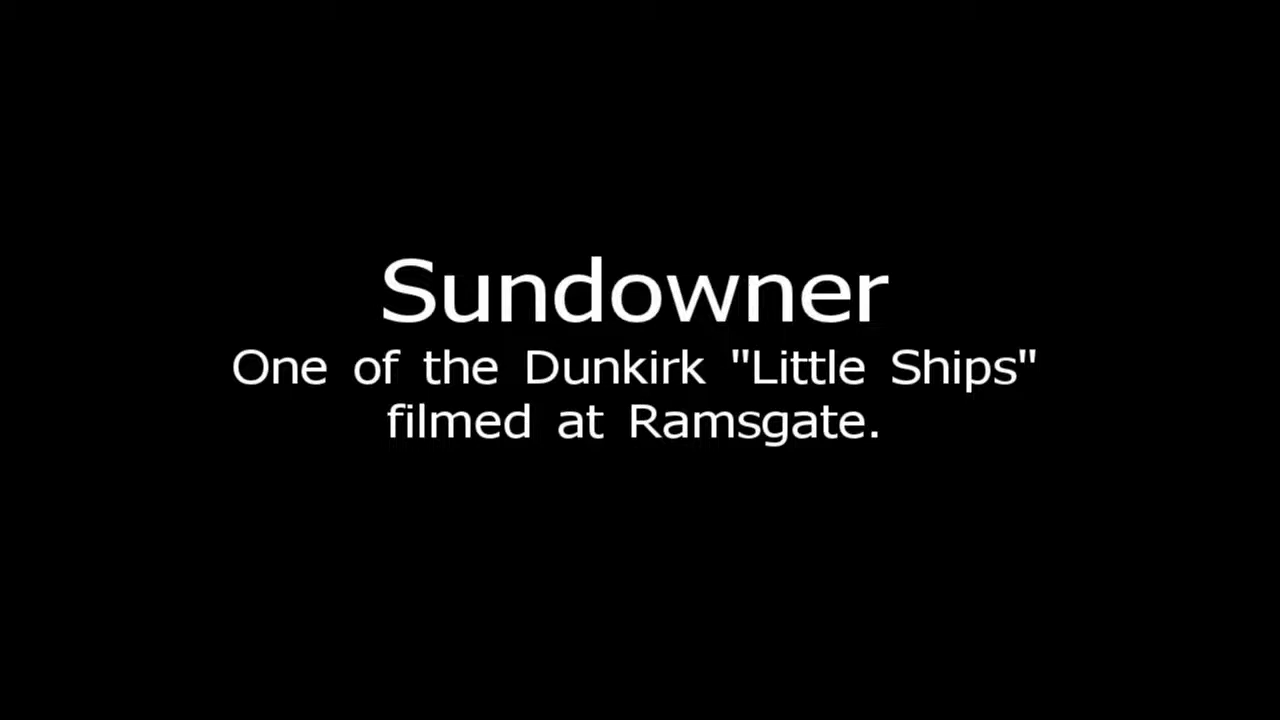 Sundowner
One of the Dunkirk "Little Ships"
filmed at Ramsgate.